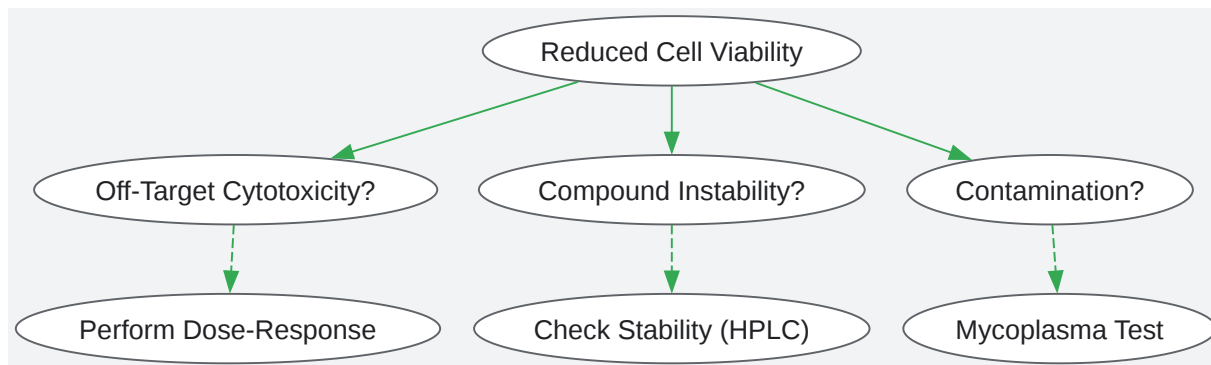 Reduced Cell Viability
Off-Target Cytotoxicity?
Compound Instability?
Contamination?
Perform Dose-Response
Check Stability (HPLC)
Mycoplasma Test